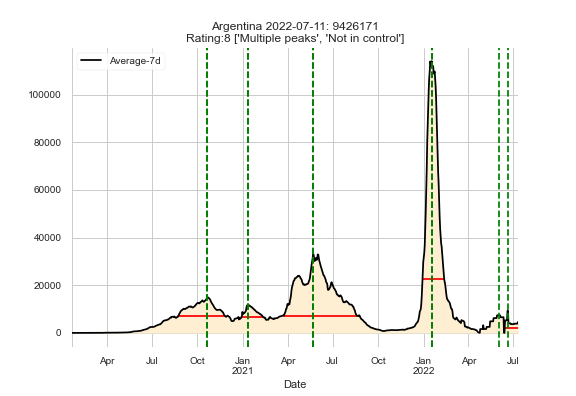 Argentina 2022-07-11: 9426171
Rating:8 ['Multiple peaks', 'Not in control']
Average-7d
100000
80000
60000
40000
20000
0
Apr Jul Oct Jan Apr Jul Oct Jan Apr Jul
2021 2022
Date